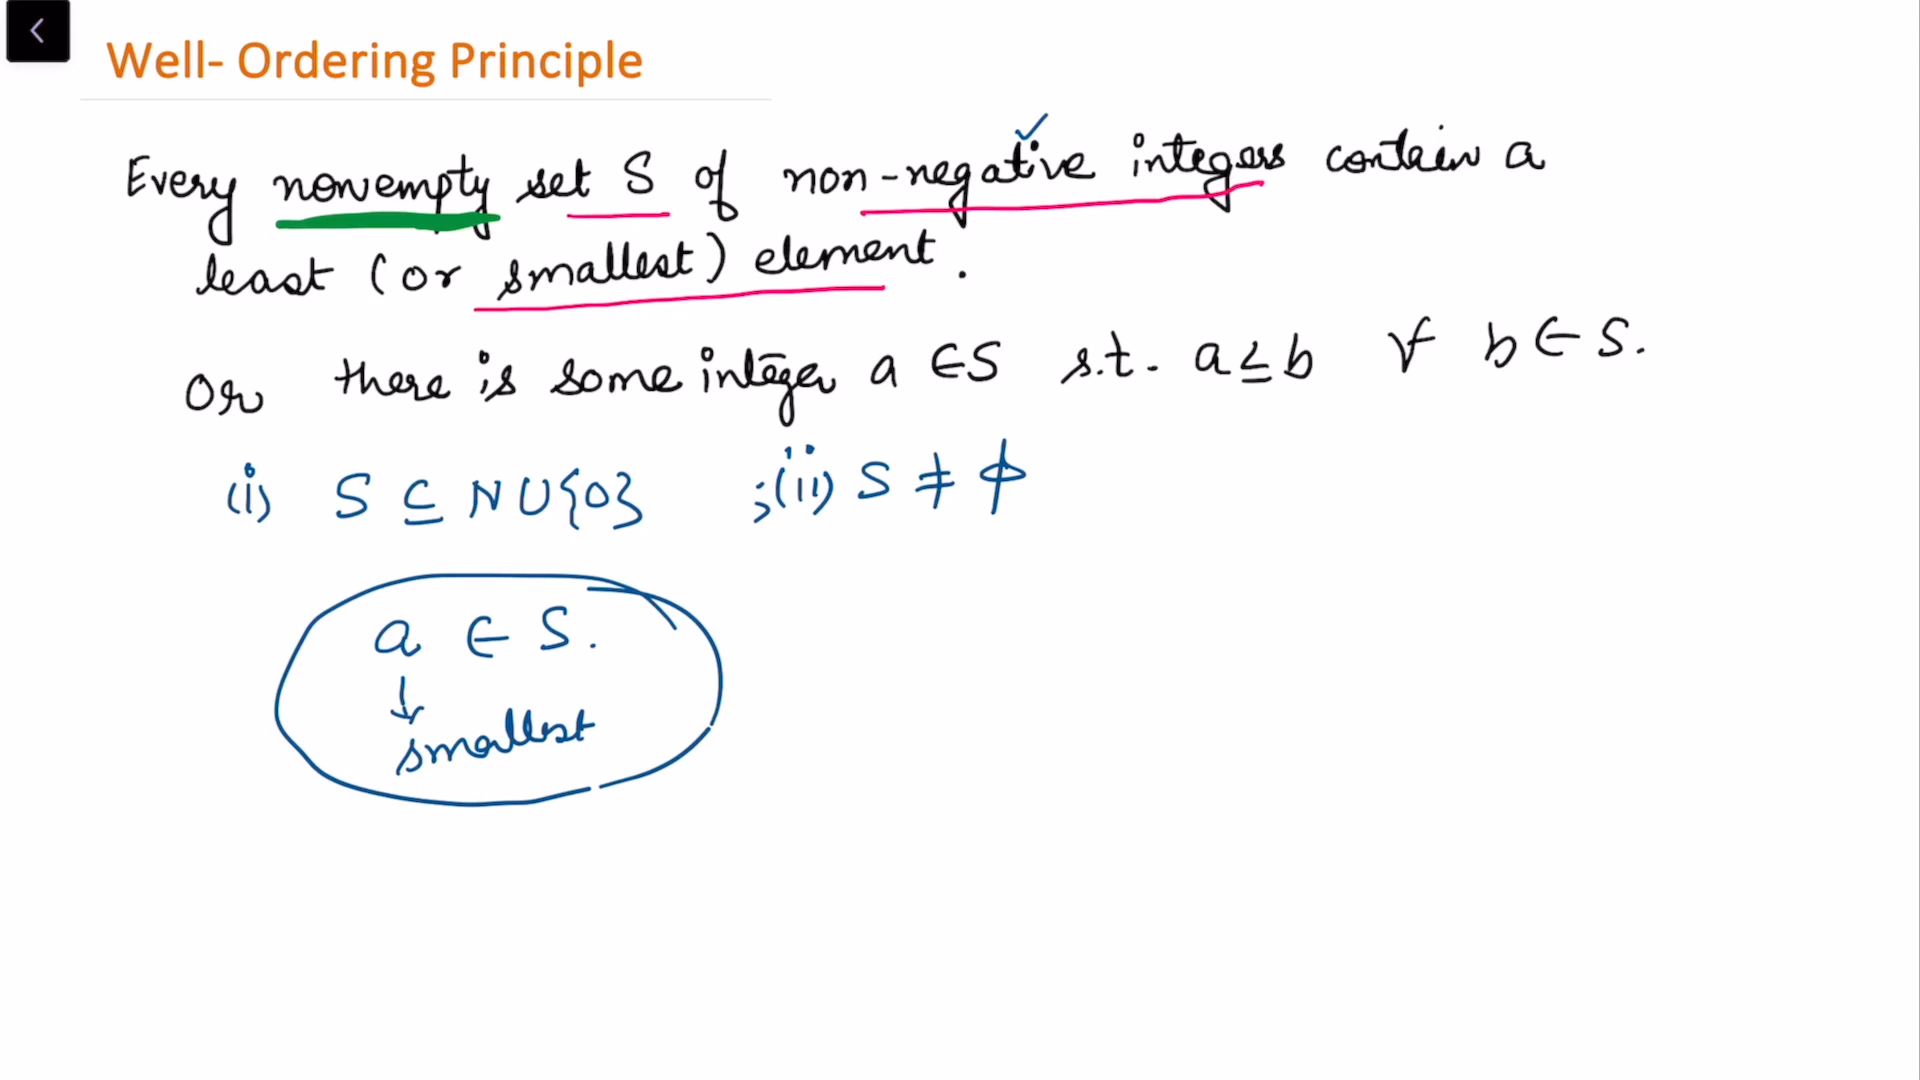 Well- Ordering Principle
Every nonempty set S of non-negative integers contain a
least (or smallest) element.
Or there is some integer a ∈ S s.t. a ≤ b ∀ b ∈ S.
(i) S ⊆ N ∪ {0} ; (ii) S ≠ ϕ
a ∈ S.
↓
smallest